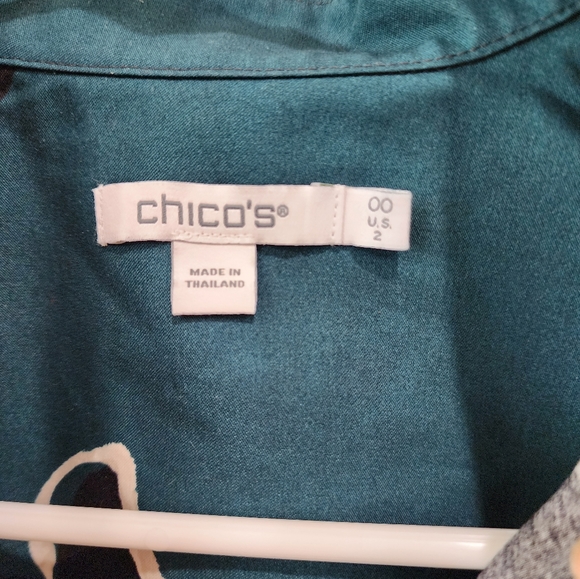 chico's®
00
U.S.
2
MADE IN
THAILAND